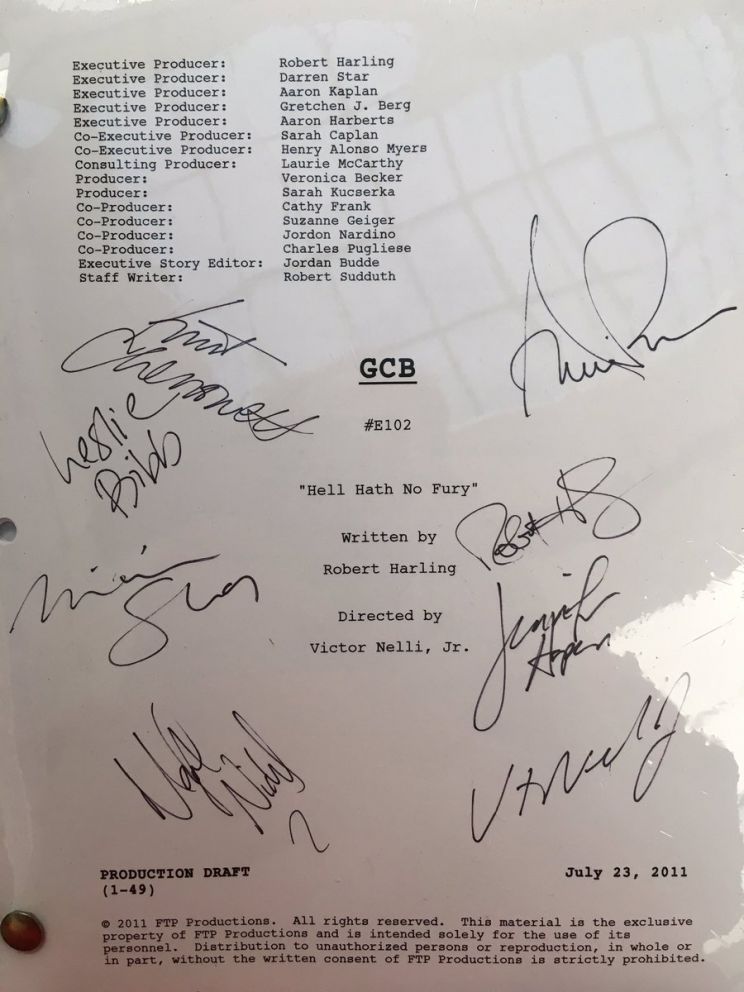 Executive Producer: Robert Harling
Executive Producer: Darren Star
Executive Producer: Aaron Kaplan
Executive Producer: Gretchen J. Berg
Executive Producer: Aaron Harberts
Co-Executive Producer: Sarah Caplan
Co-Executive Producer: Henry Alonso Myers
Consulting Producer: Laurie McCarthy
Producer: Veronica Becker
Producer: Sarah Kucserka
Co-Producer: Cathy Frank
Co-Producer: Suzanne Geiger
Co-Producer: Jordon Nardino
Co-Producer: Charles Pugliese
Executive Story Editor: Jordan Budde
Staff Writer: Robert Sudduth
GCB
#E102
Leslie
Bibb
"Hell Hath No Fury"
Written by
Robert Harling
Directed by
Victor Nelli, Jr.
Jennifer
PRODUCTION DRAFT July 23, 2011
(1-49)
© 2011 FTP Productions. All rights reserved. This material is the exclusive
property of FTP Productions and is intended solely for the use of its
personnel. Distribution to unauthorized persons or reproduction, in whole or
in part, without the written consent of FTP Productions is strictly prohibited.